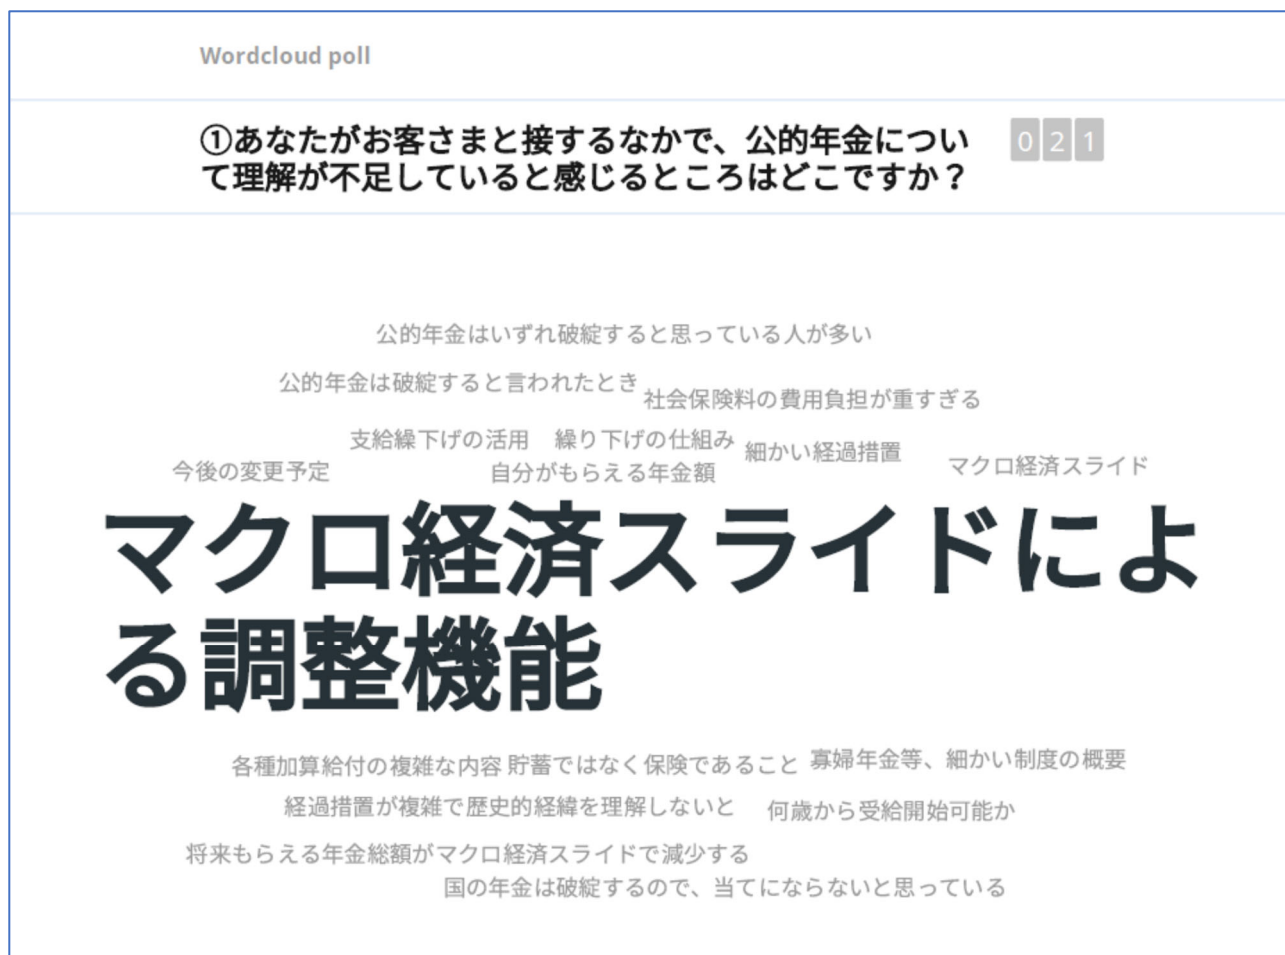 Wordcloud poll
①あなたがお客さまと接するなかで、公的年金につい
て理解が不足していると感じるところはどこですか？
021
公的年金はいずれ破綻すると思っている人が多い
公的年金は破綻すると言われたとき
社会保険料の費用負担が重すぎる
支給繰下げの活用
繰り下げの仕組み
細かい経過措置
今後の変更予定
自分がもらえる年金額
マクロ経済スライド
マクロ経済スライドによ
る調整機能
各種加算給付の複雑な内容
貯蓄ではなく保険であること
寡婦年金等、細かい制度の概要
経過措置が複雑で歴史的経緯を理解しないと
何歳から受給開始可能か
将来もらえる年金総額がマクロ経済スライドで減少する
国の年金は破綻するので、当てにならないと思っている